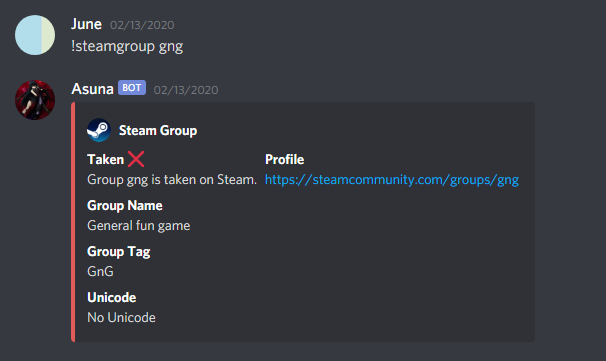 June 02/13/2020
!steamgroup gng
Asuna BOT 02/13/2020
Steam Group
Taken ❌ Profile
Group gng is taken on Steam. https://steamcommunity.com/groups/gng
Group Name
General fun game
Group Tag
GnG
Unicode
No Unicode